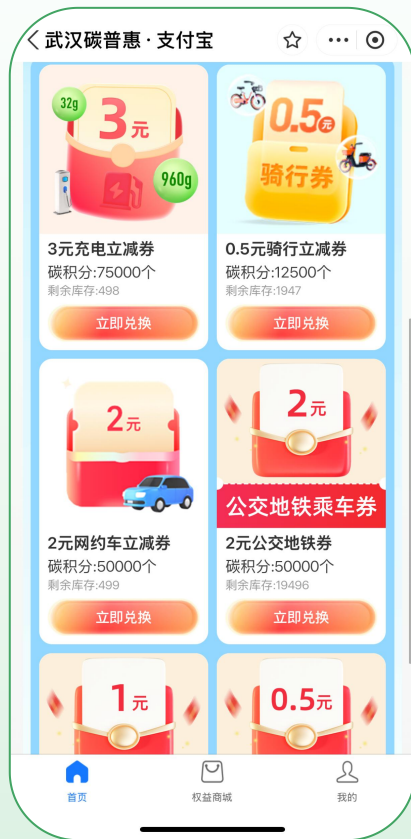 武汉碳普惠 · 支付宝
32g
3元
960g
0.5元
骑行券
3元充电立减券
碳积分:75000个
剩余库存:498
立即兑换
0.5元骑行立减券
碳积分:12500个
剩余库存:1947
立即兑换
2元
2元
公交地铁乘车券
2元网约车立减券
碳积分:50000个
剩余库存:499
立即兑换
2元公交地铁券
碳积分:50000个
剩余库存:19496
立即兑换
1元
0.5元
首页
权益商城
我的